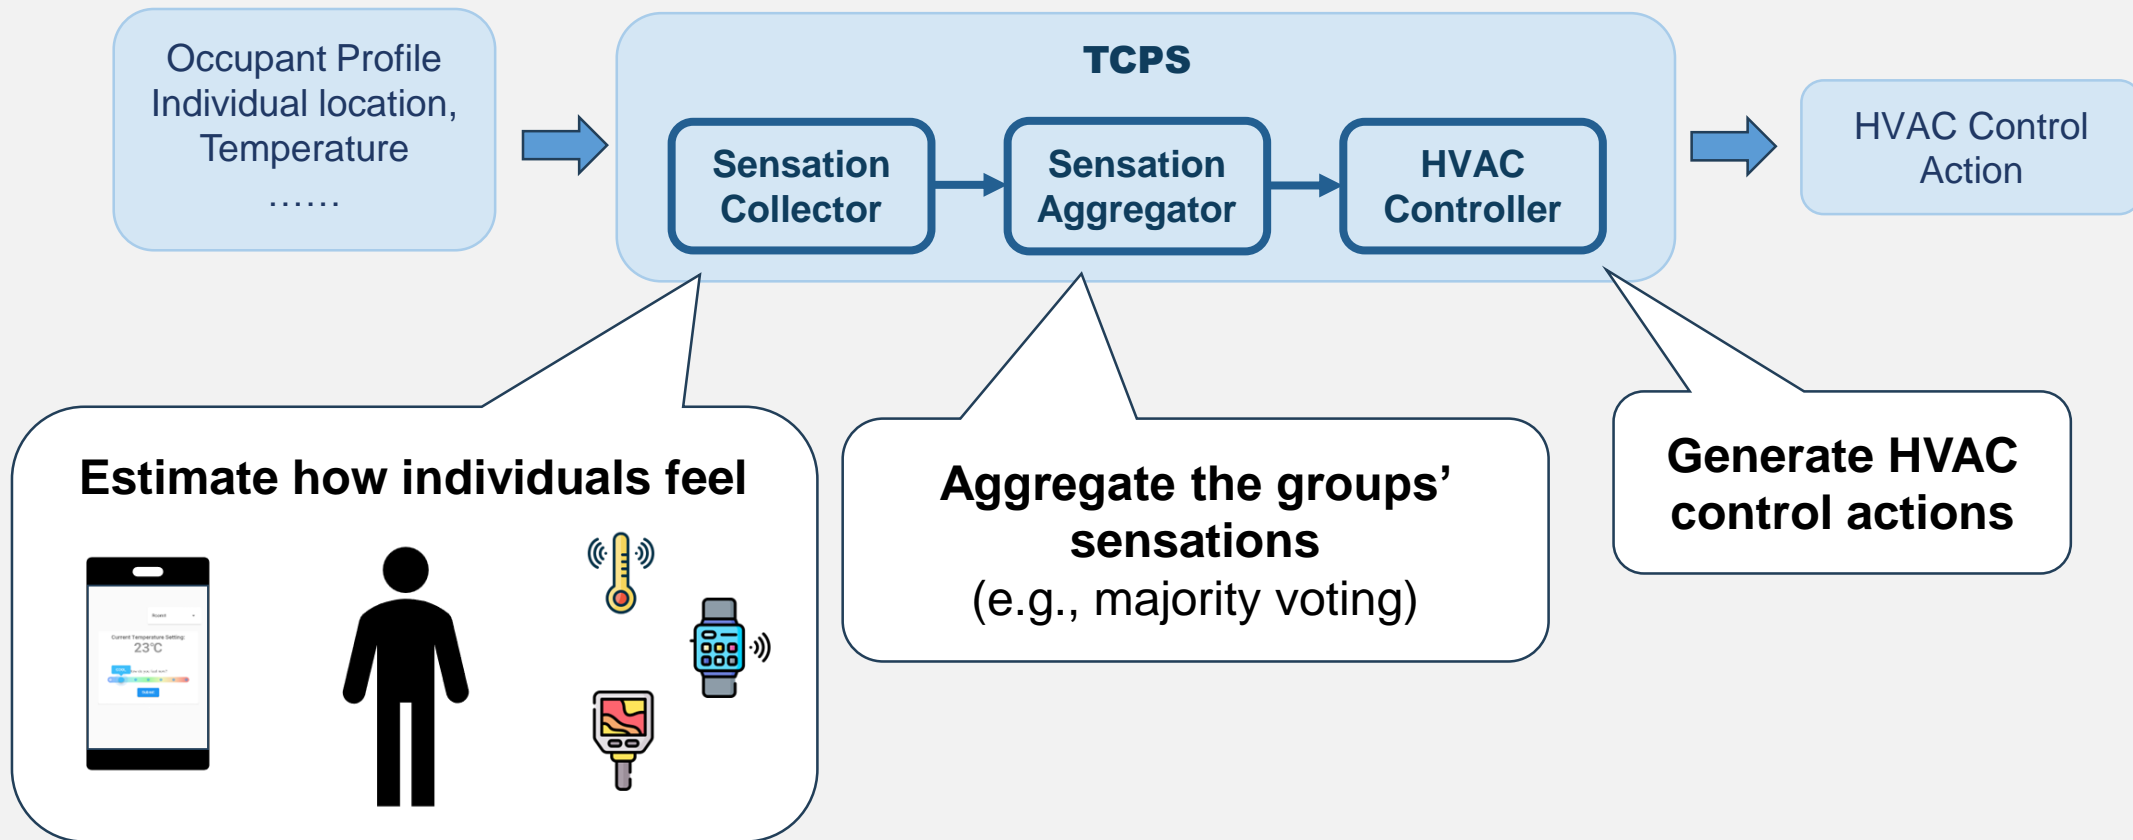 Occupant Profile
Individual location,
Temperature
……
TCPS
Sensation
Collector
Sensation
Aggregator
HVAC
Controller
HVAC Control
Action
Estimate how individuals feel
Current Temperature Setting:
23°C
Aggregate the groups’
sensations
(e.g., majority voting)
Generate HVAC
control actions